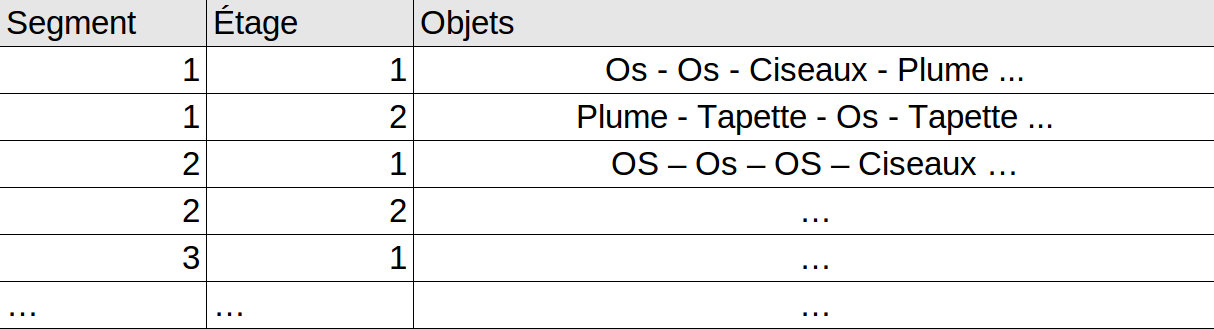 Segment Étage Objets
1 1 Os - Os - Ciseaux - Plume ...
1 2 Plume - Tapette - Os - Tapette ...
2 1 OS – Os – OS – Ciseaux …
2 2 …
3 1 …
… … …